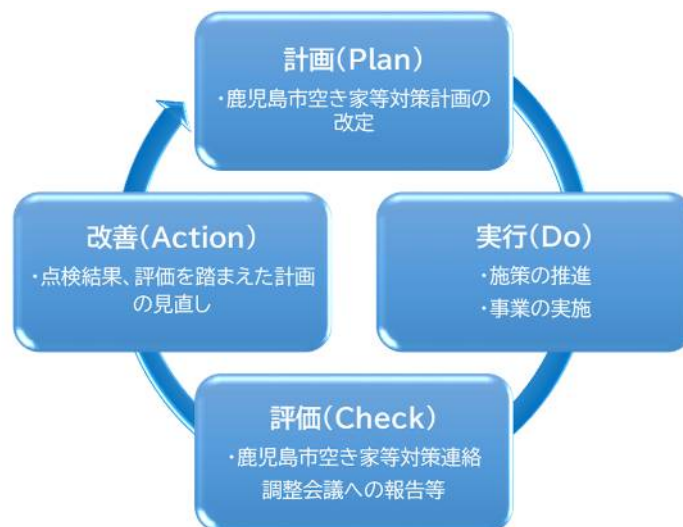 計画(Plan)
・鹿児島市空き家等対策計画の
改定
実行(Do)
・施策の推進
・事業の実施
評価(Check)
・鹿児島市空き家等対策連絡
調整会議への報告等
改善(Action)
・点検結果、評価を踏まえた計画
の見直し